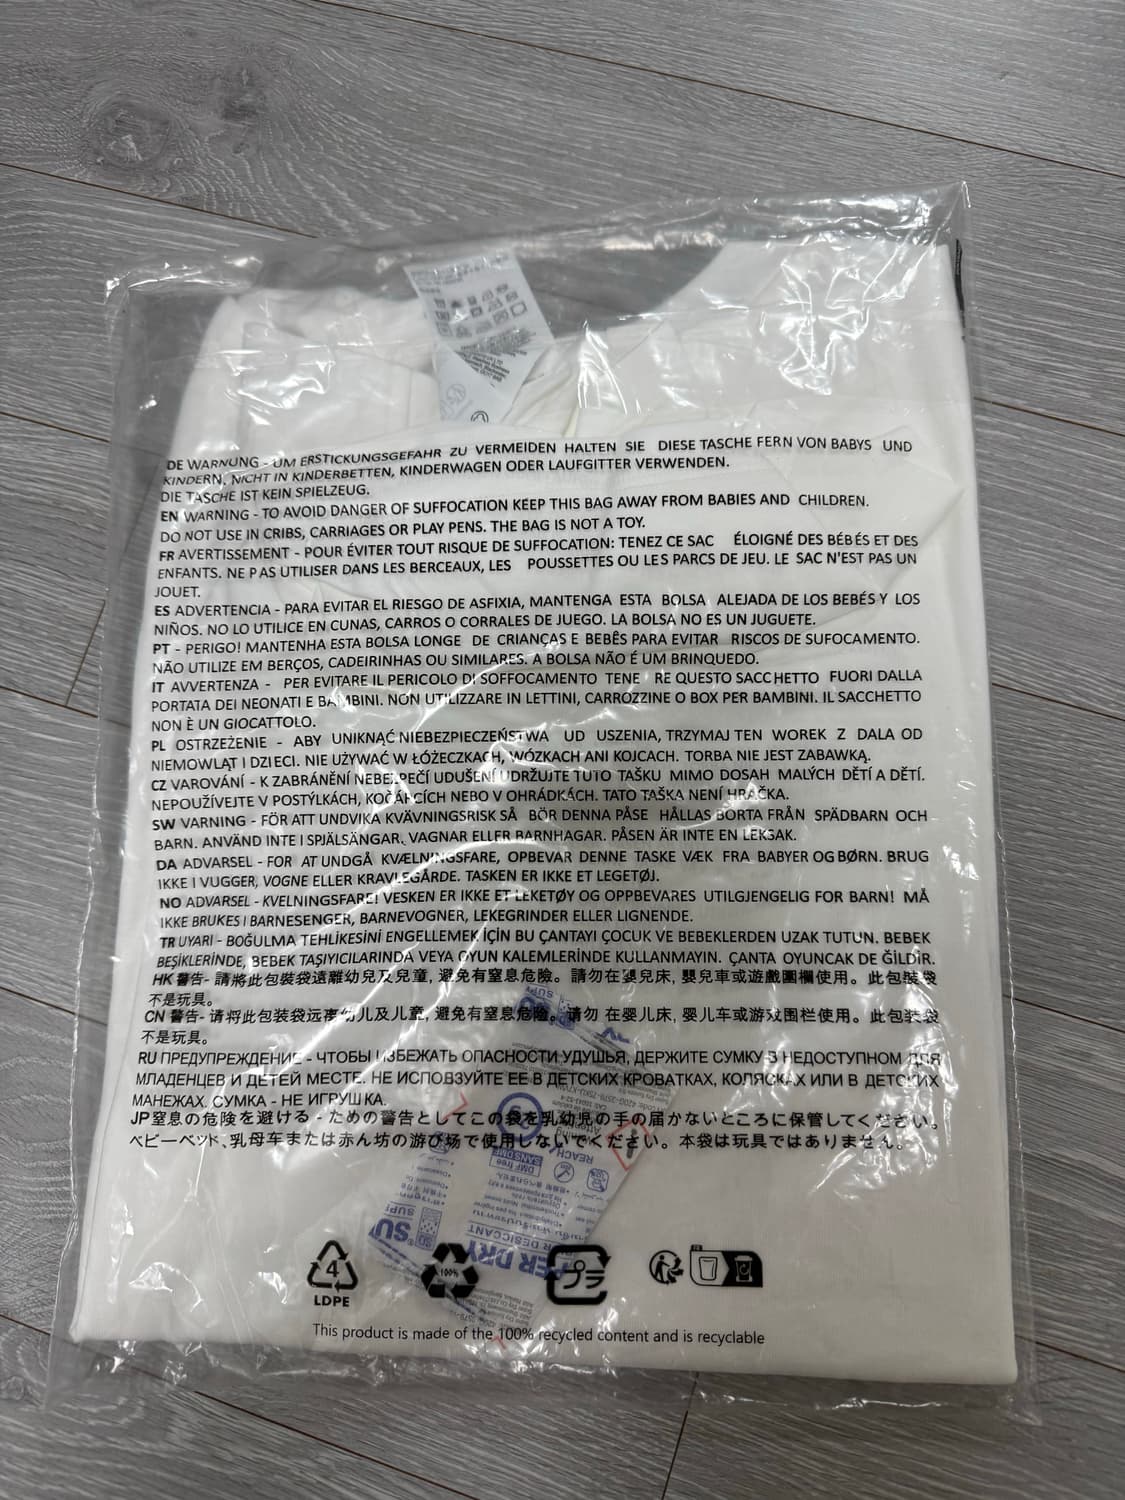 DE WARNUNG - UM ERSTICKUNGSGEFAHR ZU VERMEIDEN HALTEN SIE DIESE TASCHE FERN VON BABYS UND
KINDERN, NICHT IN KINDERBETTEN, KINDERWAGEN ODER LAUFGITTER VERWENDEN.
DIE TASCHE IST KEIN SPIELZEUG.
EN WARNING - TO AVOID DANGER OF SUFFOCATION KEEP THIS BAG AWAY FROM BABIES AND CHILDREN.
DO NOT USE IN CRIBS, CARRIAGES OR PLAY PENS. THE BAG IS NOT A TOY.
FR AVERTISSEMENT - POUR ÉVITER TOUT RISQUE DE SUFFOCATION: TENEZ CE SAC ÉLOIGNÉ DES BÉBÉS ET DES
ENFANTS. NE PAS UTILISER DANS LES BERCEAUX, LES POUSSETTES OU LES PARCS DE JEU. LE SAC N'EST PAS UN
JOUET.
ES ADVERTENCIA - PARA EVITAR EL RIESGO DE ASFIXIA, MANTENGA ESTA BOLSA ALEJADA DE LOS BEBÉS Y LOS
NIÑOS. NO LO UTILICE EN CUNAS, CARROS O CORRALES DE JUEGO. LA BOLSA NO ES UN JUGUETE.
PT - PERIGO! MANTENHA ESTA BOLSA LONGE DE CRIANÇAS E BEBÊS PARA EVITAR RISCOS DE SUFOCAMENTO.
NÃO UTILIZE EM BERÇOS, CADEIRINHAS OU SIMILARES. A BOLSA NÃO É UM BRINQUEDO.
IT AVVERTENZA - PER EVITARE IL PERICOLO DI SOFFOCAMENTO TENE RE QUESTO SACCHETTO FUORI DALLA
PORTATA DEI NEONATI E BAMBINI. NON UTILIZZARE IN LETTINI, CARROZZINE O BOX PER BAMBINI. IL SACCHETTO
NON È UN GIOCATTOLO.
PL OSTRZEŻENIE - ABY UNIKNĄĆ NIEBEZPIECZEŃSTWA UD USZENIA, TRZYMAJ TEN WOREK Z DALA OD
NIEMOWLĄT I DZIECI. NIE UŻYWAĆ W ŁÓŻECZKACH, WÓZKACH ANI KOJCACH. TORBA NIE JEST ZABAWKĄ.
CZ VAROVÁNÍ - K ZABRÁNĚNÍ NEBEZPEČÍ UDUŠENÍ UDRŽUJTE TUTO TAŠKU MIMO DOSAH MALÝCH DĚTÍ A DĚTÍ.
NEPOUŽÍVEJTE V POSTÝLKÁCH, KOČÁRCÍCH NEBO V OHRÁDKÁCH. TATO TAŠKA NENÍ HRAČKA.
SW VARNING - FÖR ATT UNDVIKA KVÄVNINGSRISK SÅ BÖR DENNA PÅSE HÅLLAS BORTA FRÅN SPÄDBARN OCH
BARN. ANVÄND INTE I SPJÄLSÄNGAR, VAGNAR ELLER BARNHAGAR. PÅSEN ÄR INTE EN LEKSAK.
DA ADVARSEL - FOR AT UNDGÅ KVÆLNINGSFARE, OPBEVAR DENNE TASKE VÆK FRA BABYER OG BØRN. BRUG
IKKE I VUGGER, VOGNE ELLER KRAVLEGÅRDE. TASKEN ER IKKE ET LEGETØJ.
NO ADVARSEL - KVELNINGSFARE! VESKEN ER IKKE ET LEKETØY OG OPPBEVARES UTILGJENGELIG FOR BARN! MÅ
IKKE BRUKES I BARNESENGER, BARNEVOGNER, LEKEGRINDER ELLER LIGNENDE.
TR UYARI - BOĞULMA TEHLİKESİNİ ENGELLEMEK İÇİN BU ÇANTAYI ÇOCUK VE BEBEKLERDEN UZAK TUTUN. BEBEK
BEŞİKLERİNDE, BEBEK TAŞIYICILARINDA VEYA OYUN KALEMLERİNDE KULLANMAYIN. ÇANTA OYUNCAK DE ĞİLDİR.
HK 警告- 請將此包裝袋遠離幼兒及兒童, 避免有窒息危險。請勿在嬰兒床, 嬰兒車或遊戲圍欄使用。此包裝袋
不是玩具。
CN 警告- 请将此包装袋远离幼儿及儿童, 避免有窒息危险。请勿 在婴儿床, 婴儿车或游戏围栏使用。此包装袋
不是玩具。
RU ПРЕДУПРЕЖДЕНИЕ - ЧТОБЫ ИЗБЕЖАТЬ ОПАСНОСТИ УДУШЬЯ, ДЕРЖИТЕ СУМКУ В НЕДОСТУПНОМ ДЛЯ
МЛАДЕНЦЕВ И ДЕТЕЙ МЕСТЕ. НЕ ИСПОВЗУЙТЕ ЕЕ В ДЕТСКИХ КРОВАТКАХ, КОЛЯСКАХ ИЛИ В ДЕТСКИХ
МАНЕЖАХ. СУМКА - НЕ ИГРУШКА.
JP窒息の危険を避ける - ための警告としてこの袋を乳幼児の手の届かないところに保管してください。
ベビーベッド、乳母車または赤ん坊の遊び場で使用しないでください。本袋は玩具ではありません。
REACH
DMF free
SUPER DRY
DESICCANT
4
LDPE
100%
プラ
This product is made of the 100% recycled content and is recyclable